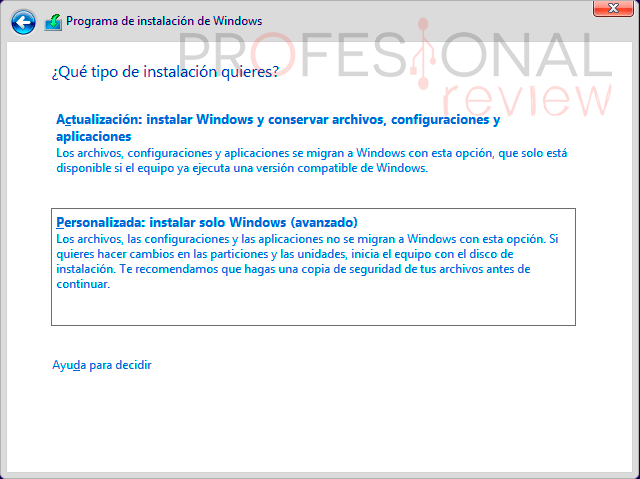 Programa de instalación de Windows
PROFESIONAL
review
¿Qué tipo de instalación quieres?
Actualización: instalar Windows y conservar archivos, configuraciones y
aplicaciones
Los archivos, configuraciones y aplicaciones se migran a Windows con esta opción, que solo está
disponible si el equipo ya ejecuta una versión compatible de Windows.
Personalizada: instalar solo Windows (avanzado)
Los archivos, las configuraciones y las aplicaciones no se migran a Windows con esta opción. Si
quieres hacer cambios en las particiones y las unidades, inicia el equipo con el disco de
instalación. Te recomendamos que hagas una copia de seguridad de tus archivos antes de
continuar.
Ayuda para decidir